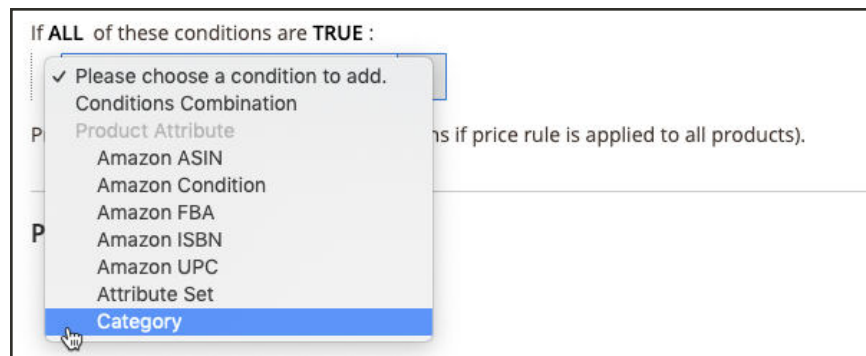 If ALL of these conditions are TRUE :
✓ Please choose a condition to add.
Conditions Combination
Product Attribute
Amazon ASIN
Amazon Condition
Amazon FBA
Amazon ISBN
Amazon UPC
Attribute Set
Category
if price rule is applied to all products).